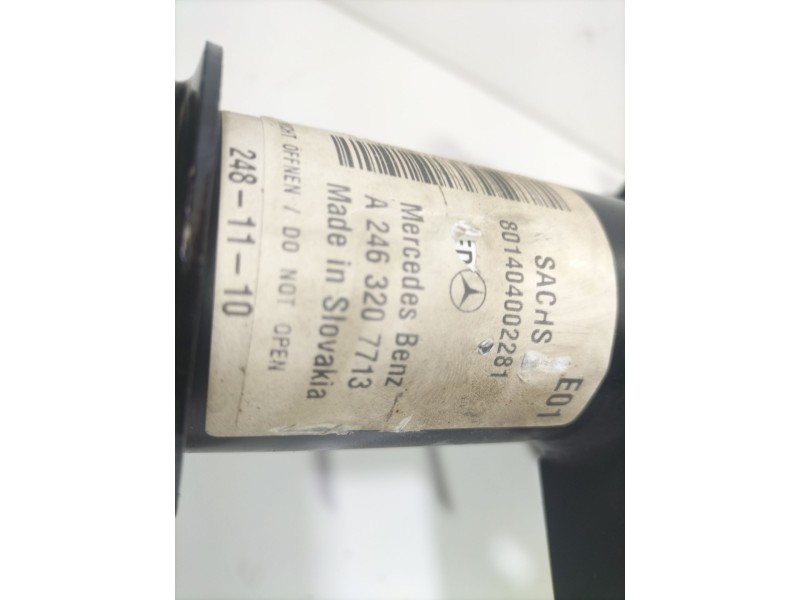 SACHS E01
801404002281
Mercedes Benz
A 246 320 7713
Made in Slovakia
OFFNEN / DO NOT OPEN
248-11-10